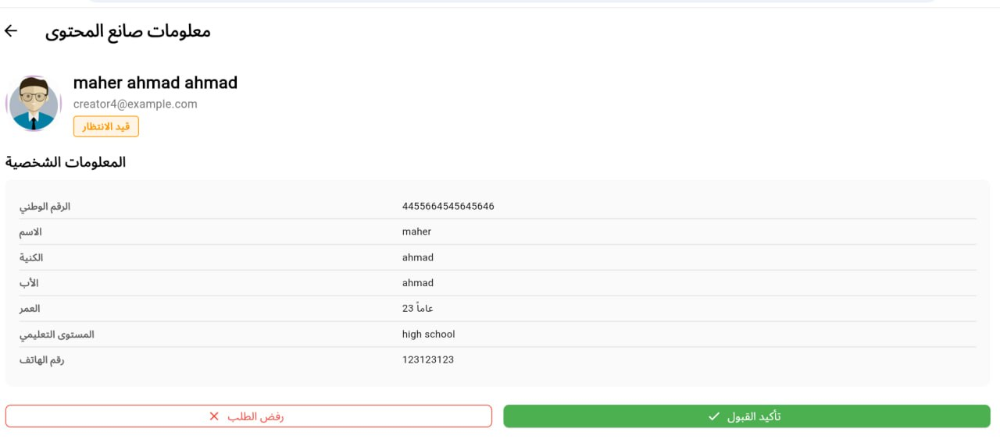 معلومات صانع المحتوى
maher ahmad ahmad
creator4@example.com
قيد الانتظار
المعلومات الشخصية
الرقم الوطني 4455664545645646
الاسم maher
الكنية ahmad
الأب ahmad
العمر 23 عاماً
المستوى التعليمي high school
رقم الهاتف 123123123
رفض الطلب
تأكيد القبول